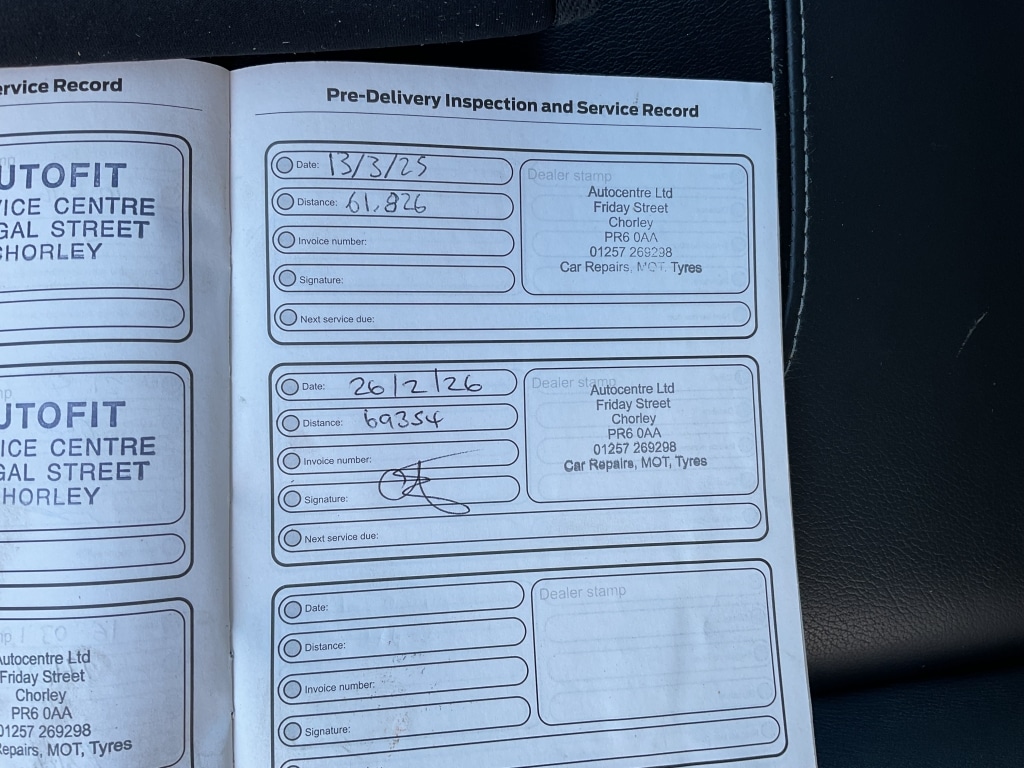 ervice Record
UTOFIT
ICE CENTRE
GAL STREET
HORLEY
UTOFIT
ICE CENTRE
GAL STREET
HORLEY
utocentre Ltd
Friday Street
Chorley
PR6 0AA
01257 269298
epairs, MOT, Tyres
Pre-Delivery Inspection and Service Record
Date: 13/3/25
Distance: 61,826
Invoice number:
Signature:
Next service due:
Dealer stamp
Autocentre Ltd
Friday Street
Chorley
PR6 0AA
01257 269298
Car Repairs, MOT, Tyres
Date: 26/2/26
Distance: 69354
Invoice number:
Signature:
Next service due:
Dealer stamp
Autocentre Ltd
Friday Street
Chorley
PR6 0AA
01257 269298
Car Repairs, MOT, Tyres
Date:
Distance:
Invoice number:
Signature:
Dealer stamp